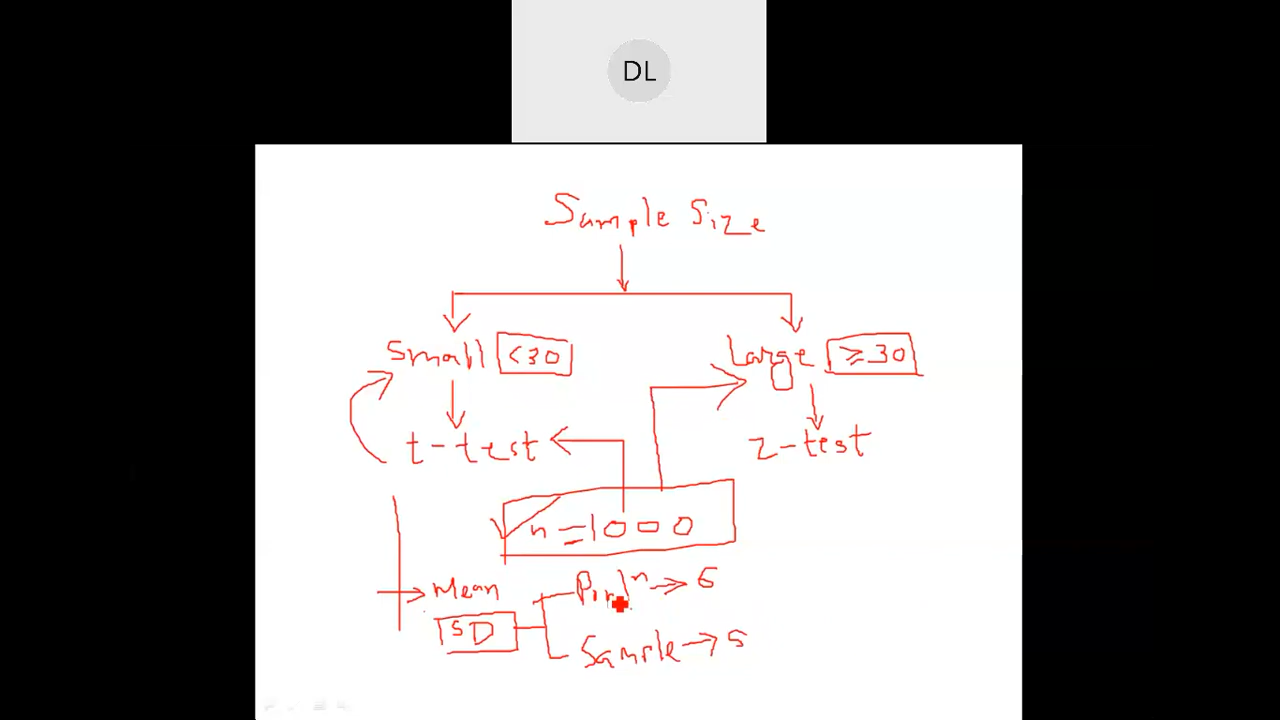 DL
Sample Size
Small <30 Large ≥30
t-test z-test
n=1000
Mean
SD
Sample → s